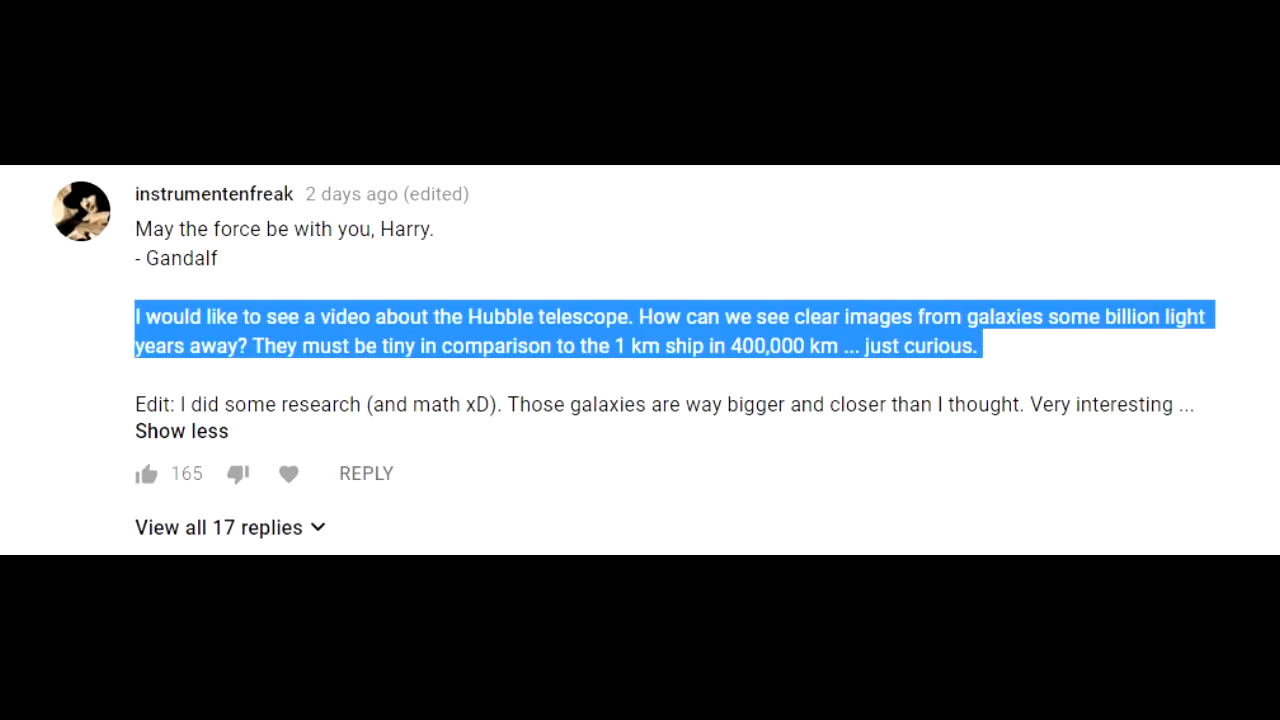 instrumentenfreak 2 days ago (edited)
May the force be with you, Harry.
- Gandalf
I would like to see a video about the Hubble telescope. How can we see clear images from galaxies some billion light
years away? They must be tiny in comparison to the 1 km ship in 400,000 km ... just curious.
Edit: I did some research (and math xD). Those galaxies are way bigger and closer than I thought. Very interesting ...
Show less
165 REPLY
View all 17 replies